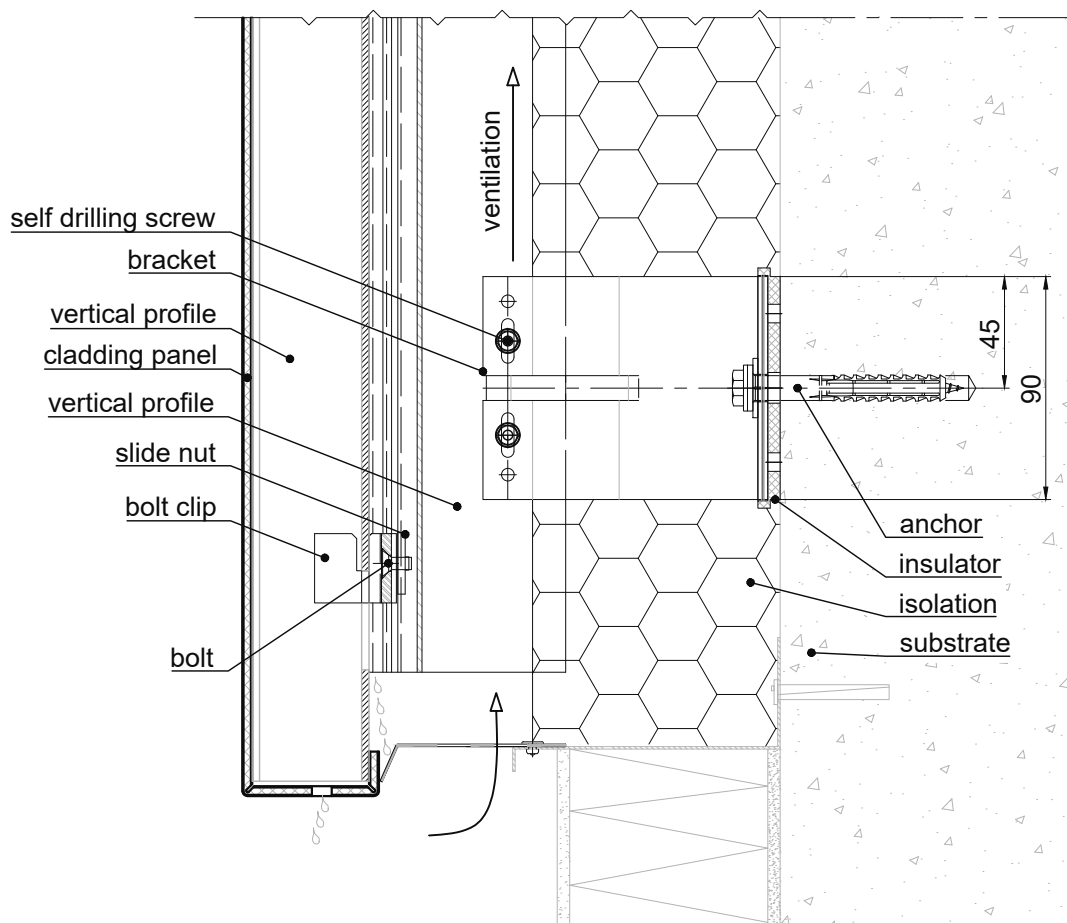 ventilation
self drilling screw
bracket
vertical profile
cladding panel
vertical profile
slide nut
bolt clip
bolt
45
90
anchor
insulator
isolation
substrate